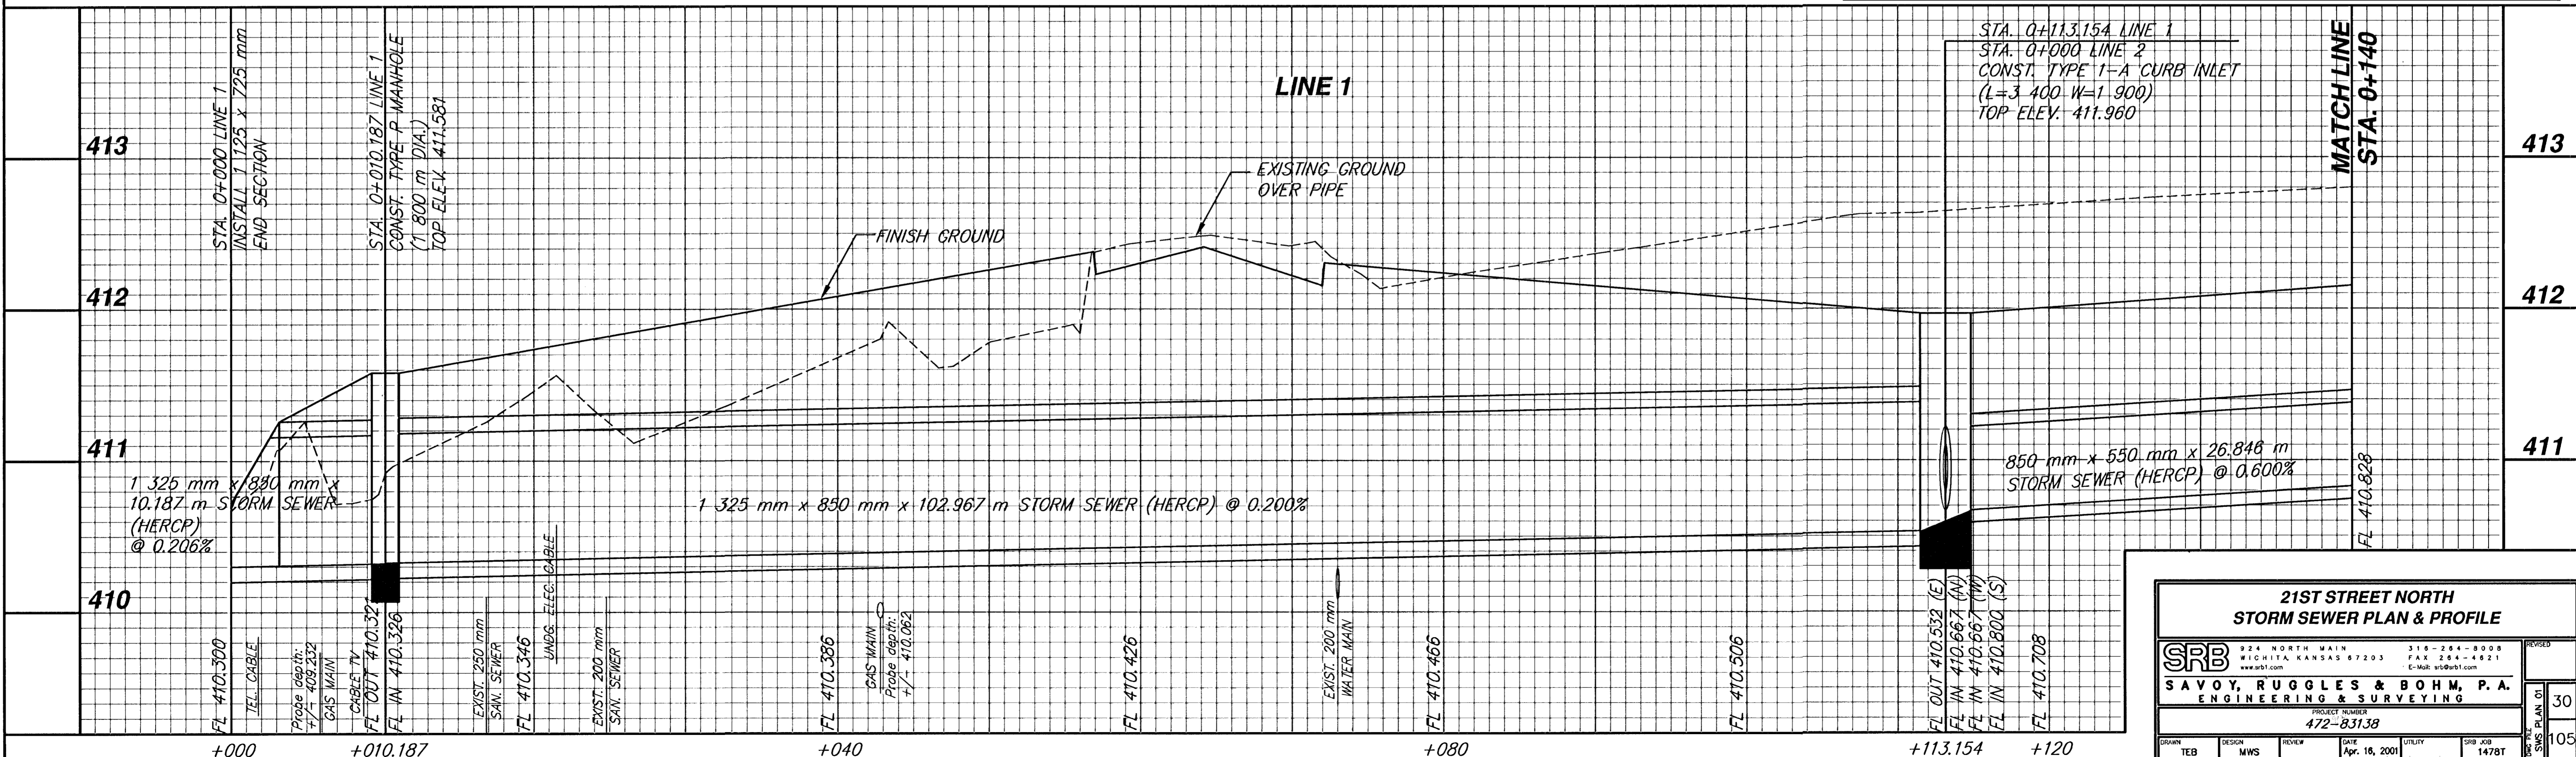 STA. 0+000 LINE 1
INSTALL 1 125 x 725 mm
END SECTION
STA. 0+010.187 LINE 1
CONST. TYPE P MANHOLE
(1 800 m DIA.)
TOP ELEV. 411.581
LINE 1
STA. 0+113.154 LINE 1
STA. 0+000 LINE 2
CONST. TYPE 1-A CURB INLET
(L=3 400 W=1 900)
TOP ELEV. 411.960
MATCH LINE
STA. 0+140
413
413
EXISTING GROUND
OVER PIPE
FINISH GROUND
412
412
411
411
1 325 mm x 850 mm x
10.187 m STORM SEWER
(HERCP)
@ 0.206%
1 325 mm x 850 mm x 102.967 m STORM SEWER (HERCP) @ 0.200%
850 mm x 550 mm x 26.846 m
STORM SEWER (HERCP) @ 0.600%
FL 410.828
410
FL 410.300
TEL. CABLE
Probe depth:
+/- 409.232
GAS MAIN
CABLE TV
FL OUT 410.321
FL IN 410.326
EXIST. 250 mm
SAN. SEWER
FL 410.346
UNDG. ELEC. CABLE
EXIST. 200 mm
SAN. SEWER
FL 410.386
GAS MAIN
Probe depth:
+/- 410.062
FL 410.426
EXIST. 200 mm
WATER MAIN
FL 410.466
FL 410.506
FL OUT 410.532 (E)
FL IN 410.667 (N)
FL IN 410.667 (W)
FL IN 410.800 (S)
FL 410.708
+000
+010.187
+040
+080
+113.154
+120
21ST STREET NORTH
STORM SEWER PLAN & PROFILE
SRB
924 NORTH MAIN
WICHITA, KANSAS 67203
www.srb1.com
316-264-8008
FAX 264-4621
E-Mail: srb@srb1.com
SAVOY, RUGGLES & BOHM, P.A.
ENGINEERING & SURVEYING
REVISED
PROJECT NUMBER
472-83138
DRAWN
TEB
DESIGN
MWS
REVIEW
DATE
Apr. 16, 2001
UTILITY
SRB JOB
1478T
DWG FILE
SWS PLAN 01
30
105